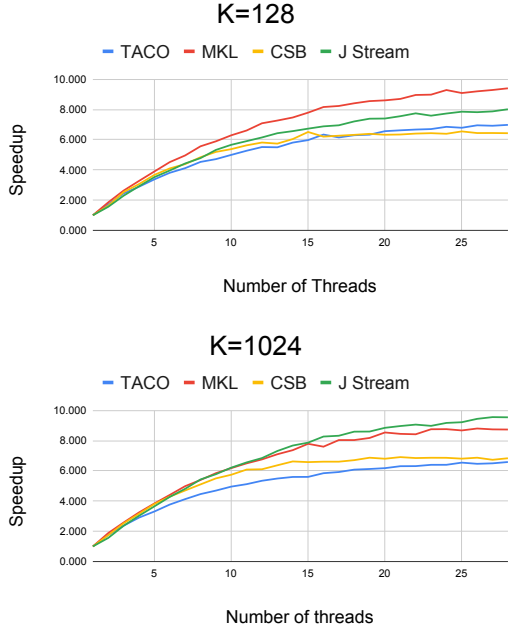 K=128
TACO MKL CSB J Stream
10.000
8.000
6.000
4.000
2.000
0.000
Speedup
5 10 15 20 25
Number of Threads
K=1024
TACO MKL CSB J Stream
10.000
8.000
6.000
4.000
2.000
0.000
Speedup
5 10 15 20 25
Number of threads